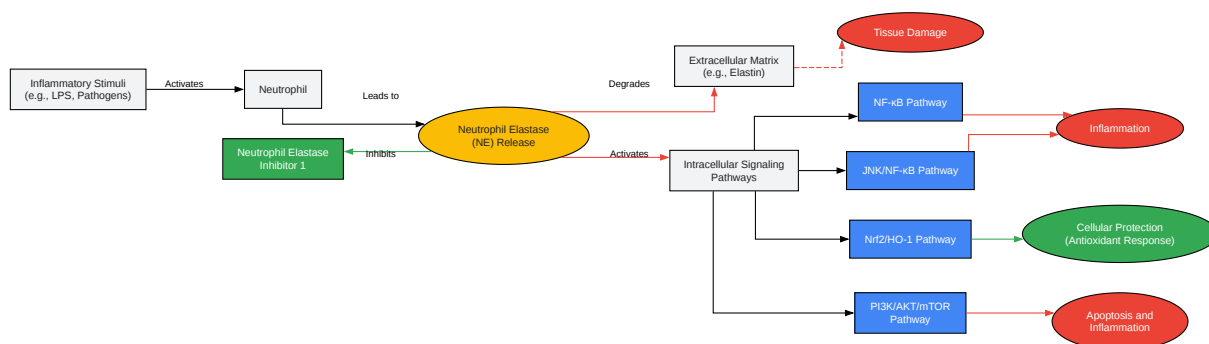 Inflammatory Stimuli
(e.g., LPS, Pathogens)
Activates
Neutrophil
Leads to
Neutrophil Elastase
Inhibitor 1
Inhibits
Neutrophil Elastase
(NE) Release
Degrades
Activates
Extracellular Matrix
(e.g., Elastin)
Tissue Damage
Intracellular Signaling
Pathways
NF-κB Pathway
Inflammation
JNK/NF-κB Pathway
Nrf2/HO-1 Pathway
Cellular Protection
(Antioxidant Response)
PI3K/AKT/mTOR
Pathway
Apoptosis and
Inflammation